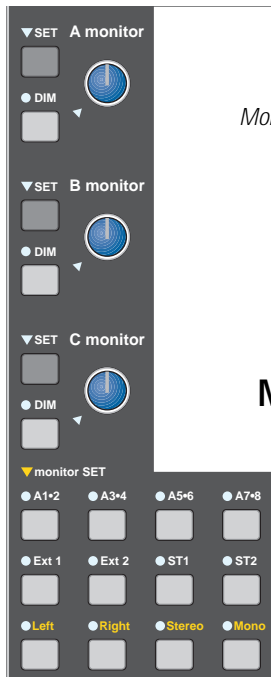 SET A monitor
DIM
Mo
SET B monitor
DIM
SET C monitor
DIM
M
monitor SET
A1•2 A3•4 A5•6 A7•8
Ext 1 Ext 2 ST1 ST2
Left Right Stereo Mono